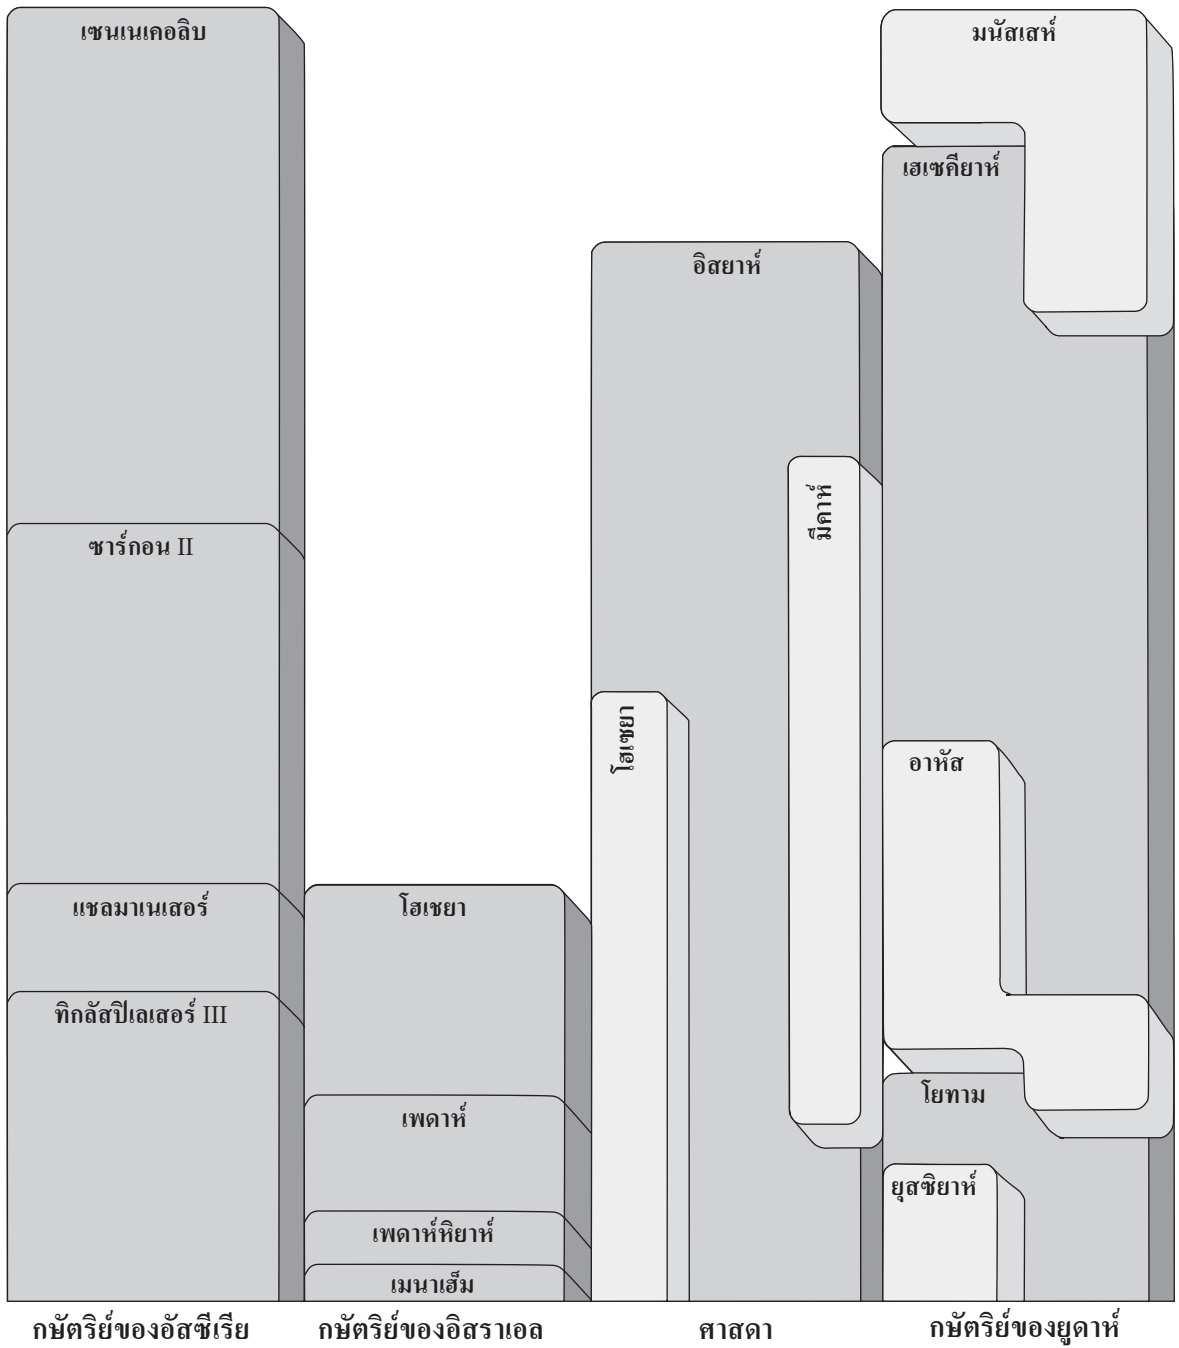 เซนเนเคอลิบ
ซาร์กอน II
แชลมาเนเสอร์
ทิกลัสปิเลเสอร์ III
กษัตริย์ของอัสซีเรีย
โฮเชยา
เพดาห์
เพดาห์หิยาห์
เมนาเฮ็ม
กษัตริย์ของอิสราเอล
อิสยาห์
มีคาห์
โฮเซยา
ศาสดา
มนัสเสห์
เฮเซคียาห์
อาหัส
โยทาม
ยุสซิยาห์
กษัตริย์ของยูดาห์